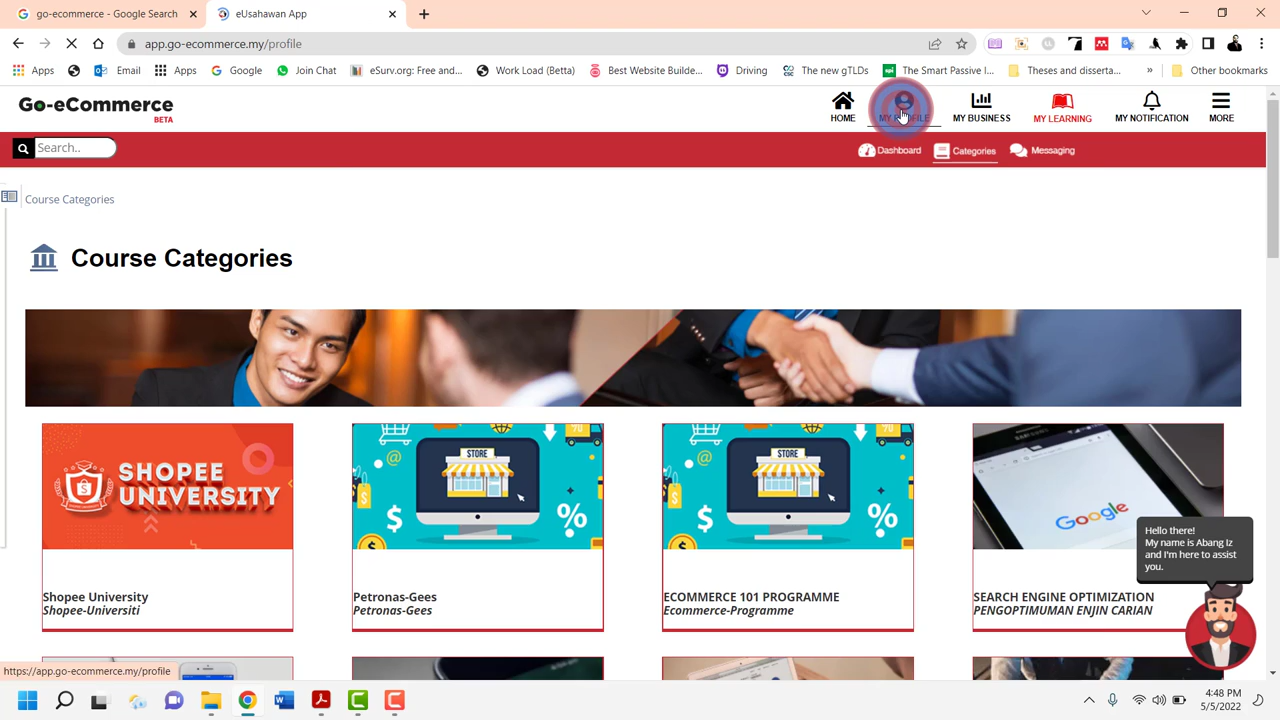 go-ecommerce - Google Search
eUsahawan App
app.go-ecommerce.my/profile
Apps
Email
Google
Join Chat
eSurv.org: Free and...
Work Load (Betta)
Best Website Builde...
Driving
The new gTLDs
The Smart Passive I...
Theses and disserta...
»
Other bookmarks
Go-eCommerce
BETA
HOME
MY PROFILE
MY BUSINESS
MY LEARNING
MY NOTIFICATION
MORE
Search..
Dashboard
Categories
Messaging
Course Categories
Course Categories
SHOPEE
UNIVERSITY
STORE
STORE
Google
Hello there!
My name is Abang Iz
and I'm here to assist
you.
Shopee University
Shopee-Universiti
Petronas-Gees
Petronas-Gees
ECOMMERCE 101 PROGRAMME
Ecommerce-Programme
SEARCH ENGINE OPTIMIZATION
PENGOPTIMUMAN ENJIN CARIAN
https://app.go-ecommerce.my/profile
4:48 PM
5/5/2022